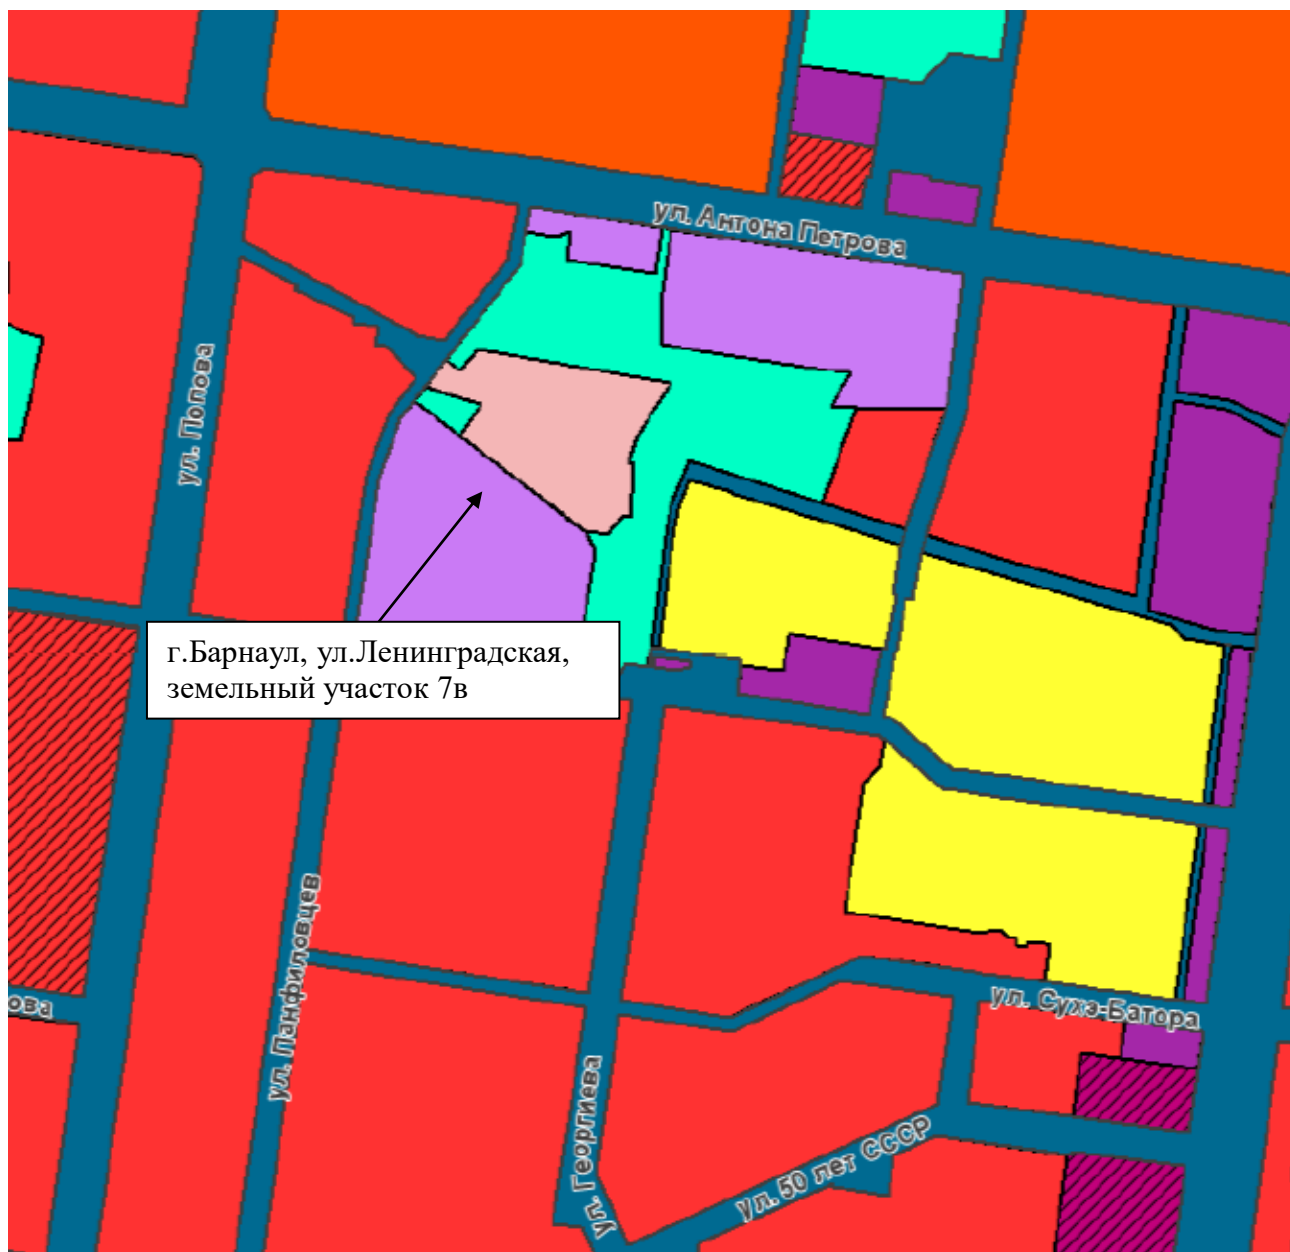 ул. Антона Петрова
ул. Попова
г.Барнаул, ул.Ленинградская,
земельный участок 7в
ул. Панфиловцев
ова
ул. Сухэ-Батора
ул. Георгиева
ул. 50 лет СССР